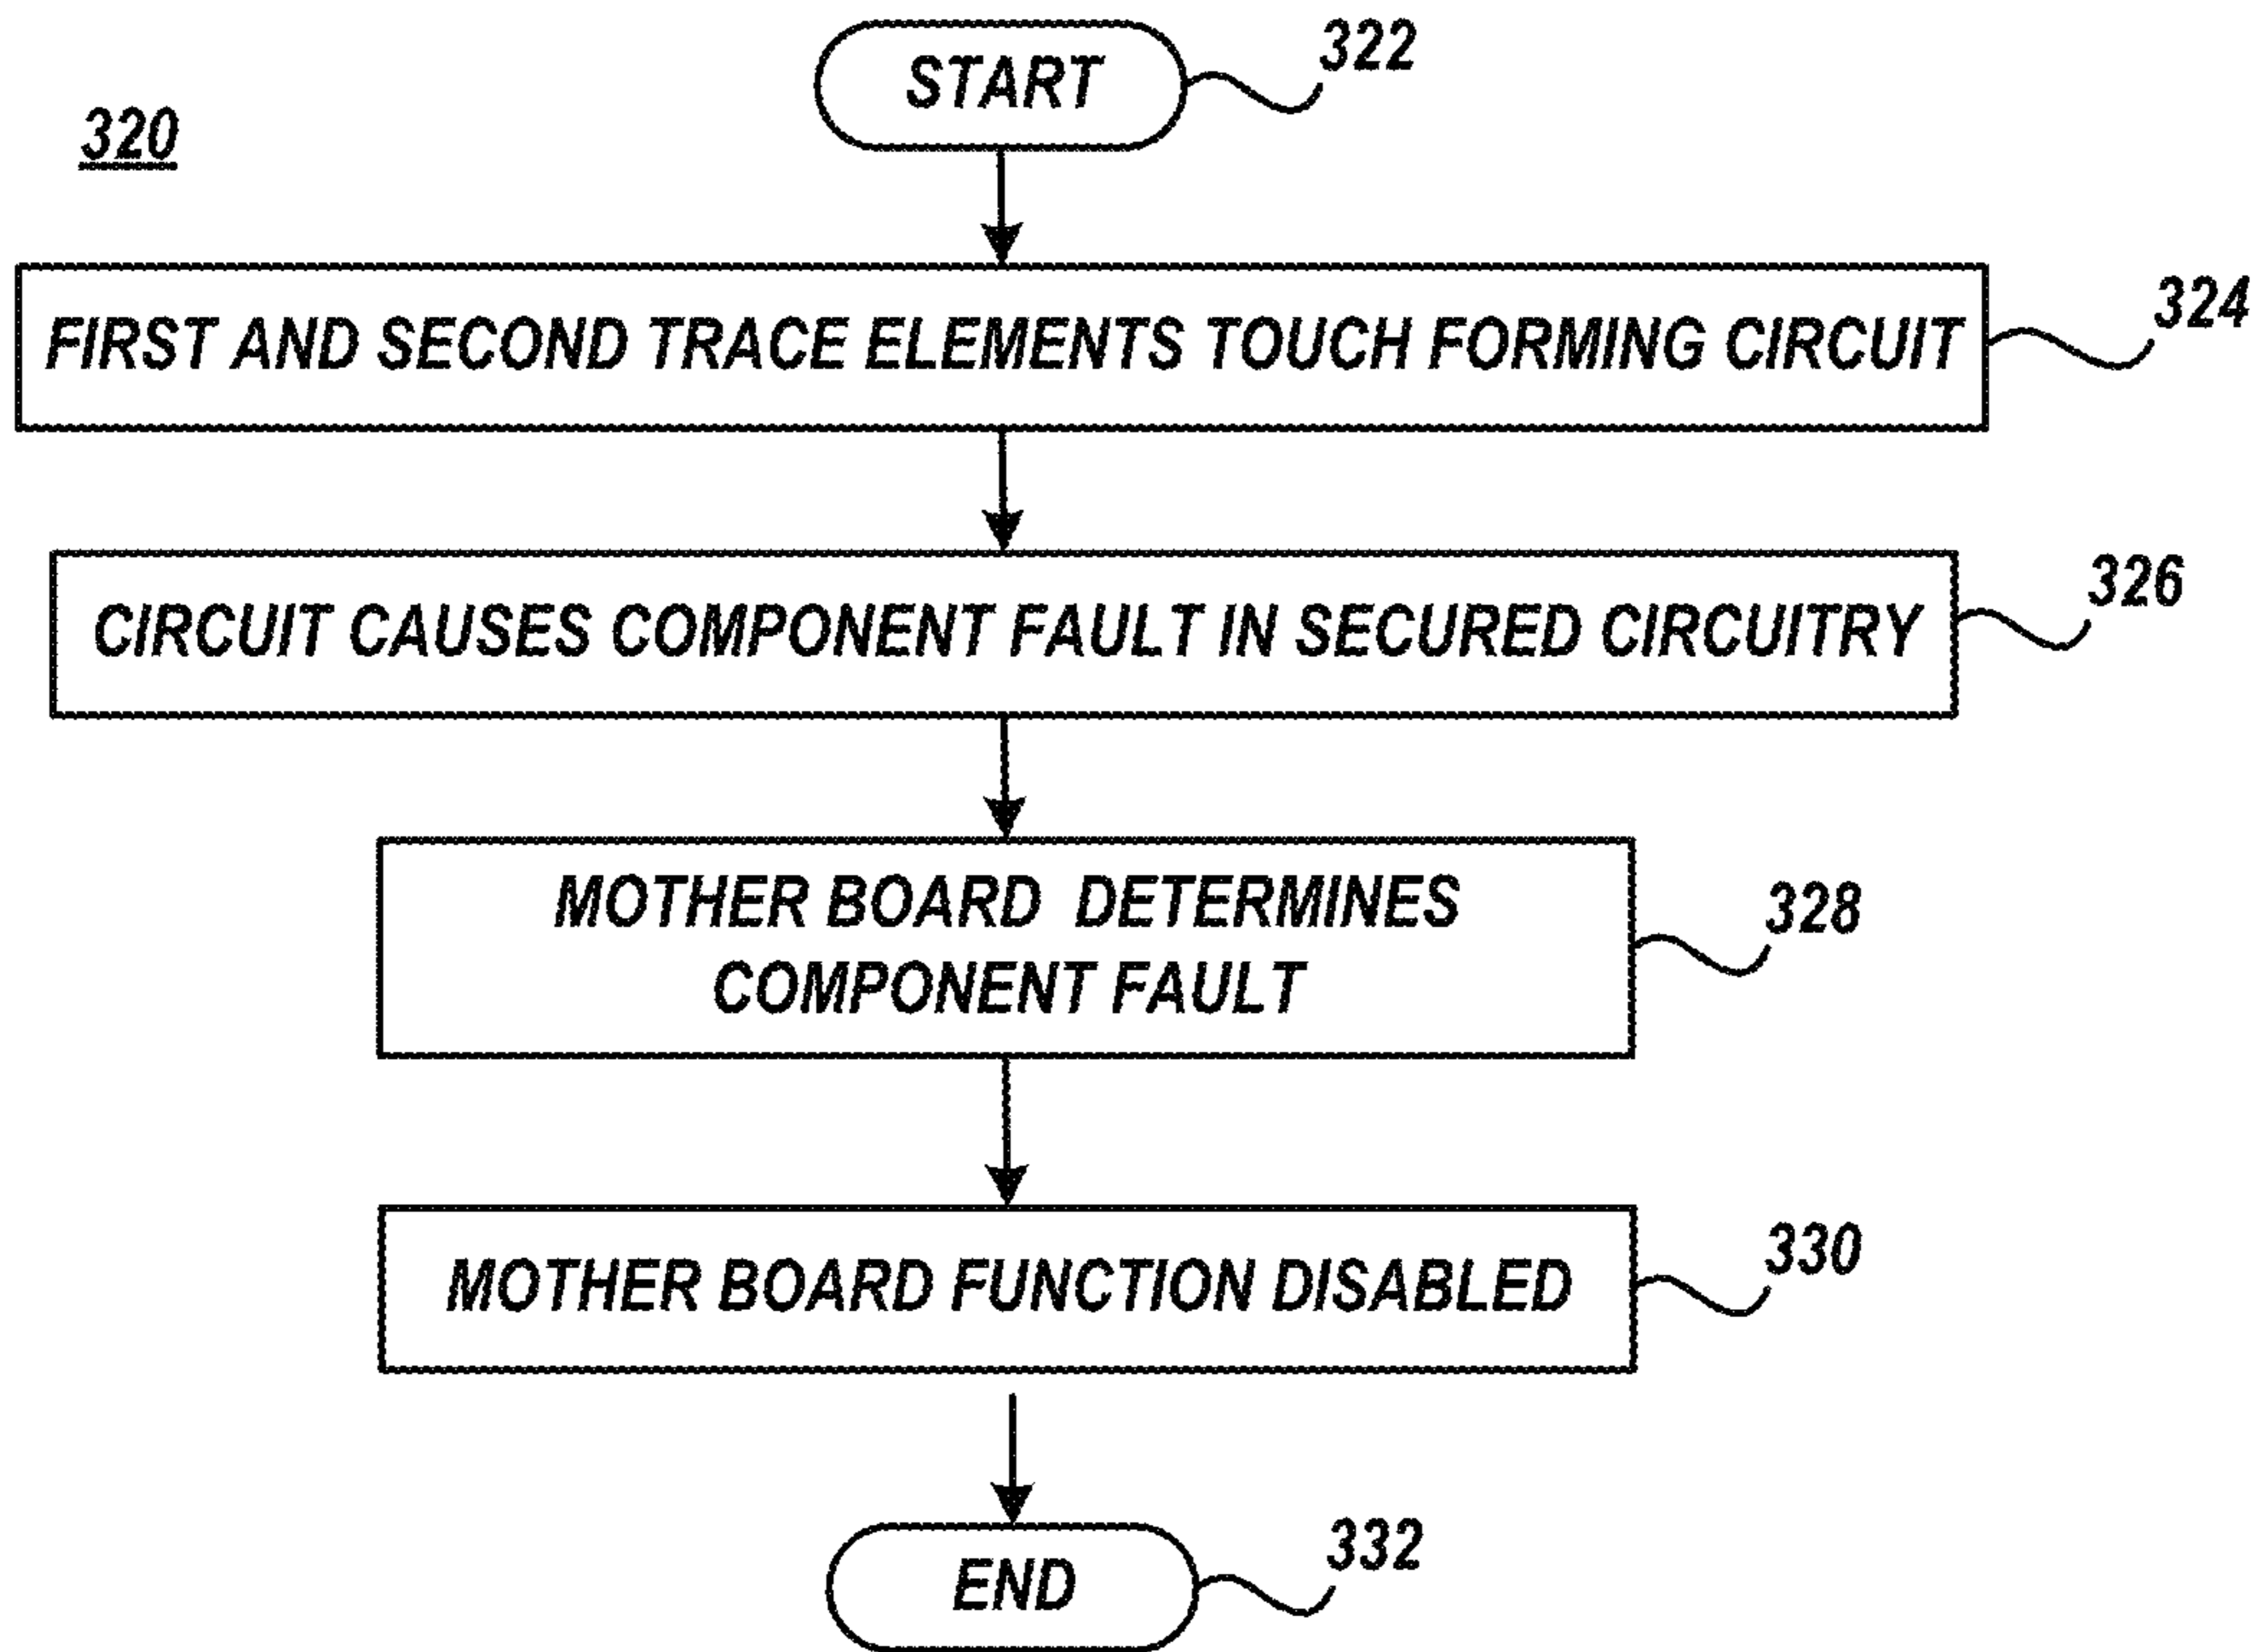 322
START
320
324
FIRST AND SECOND TRACE ELEMENTS TOUCH FORMING CIRCUIT
326
CIRCUIT CAUSES COMPONENT FAULT IN SECURED CIRCUITRY
328
MOTHER BOARD DETERMINES
COMPONENT FAULT
330
MOTHER BOARD FUNCTION DISABLED
332
END